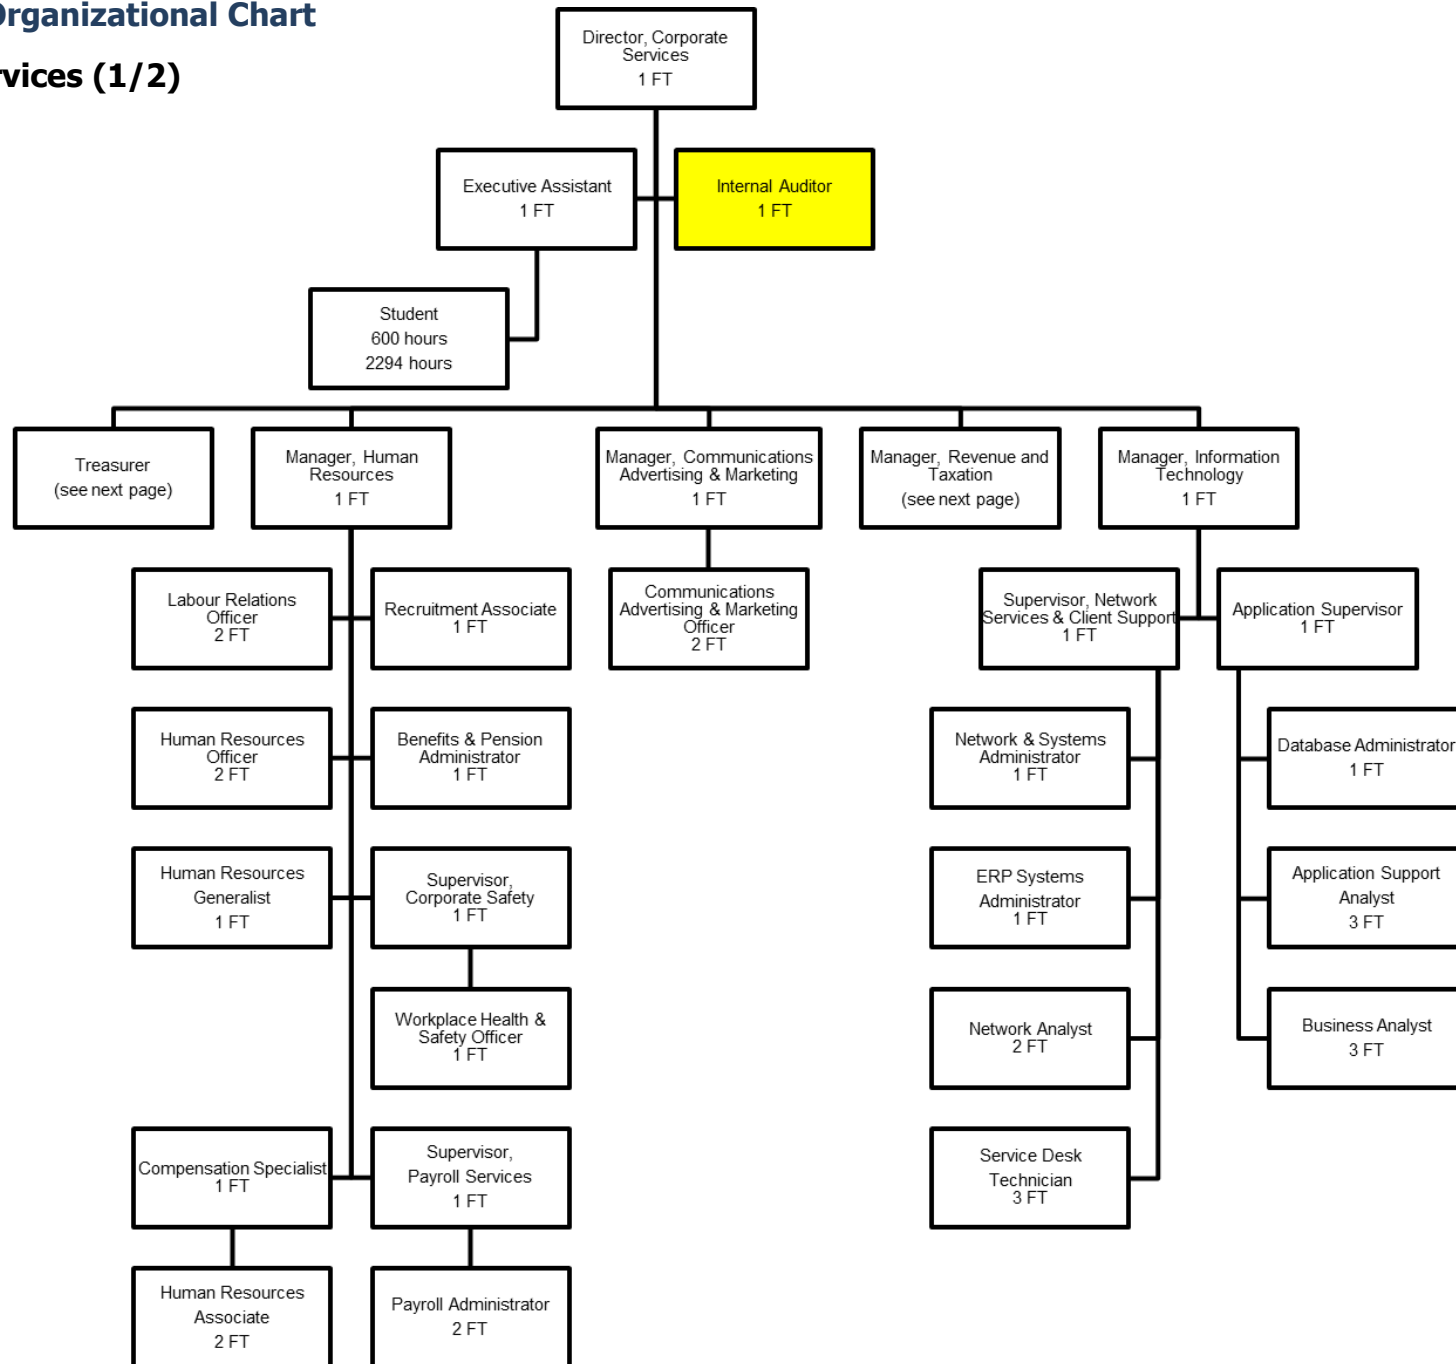 Organizational Chart
rvices (1/2)
Director, Corporate
Services
1 FT
Executive Assistant
1 FT
Internal Auditor
1 FT
Student
600 hours
2294 hours
Treasurer
(see next page)
Manager, Human
Resources
1 FT
Manager, Communications
Advertising & Marketing
1 FT
Manager, Revenue and
Taxation
(see next page)
Manager, Information
Technology
1 FT
Labour Relations
Officer
2 FT
Recruitment Associate
1 FT
Communications
Advertising & Marketing
Officer
2 FT
Supervisor, Network
Services & Client Support
1 FT
Application Supervisor
1 FT
Human Resources
Officer
2 FT
Benefits & Pension
Administrator
1 FT
Network & Systems
Administrator
1 FT
Database Administrator
1 FT
Human Resources
Generalist
1 FT
Supervisor,
Corporate Safety
1 FT
ERP Systems
Administrator
1 FT
Application Support
Analyst
3 FT
Workplace Health &
Safety Officer
1 FT
Network Analyst
2 FT
Business Analyst
3 FT
Compensation Specialist
1 FT
Supervisor,
Payroll Services
1 FT
Service Desk
Technician
3 FT
Human Resources
Associate
2 FT
Payroll Administrator
2 FT